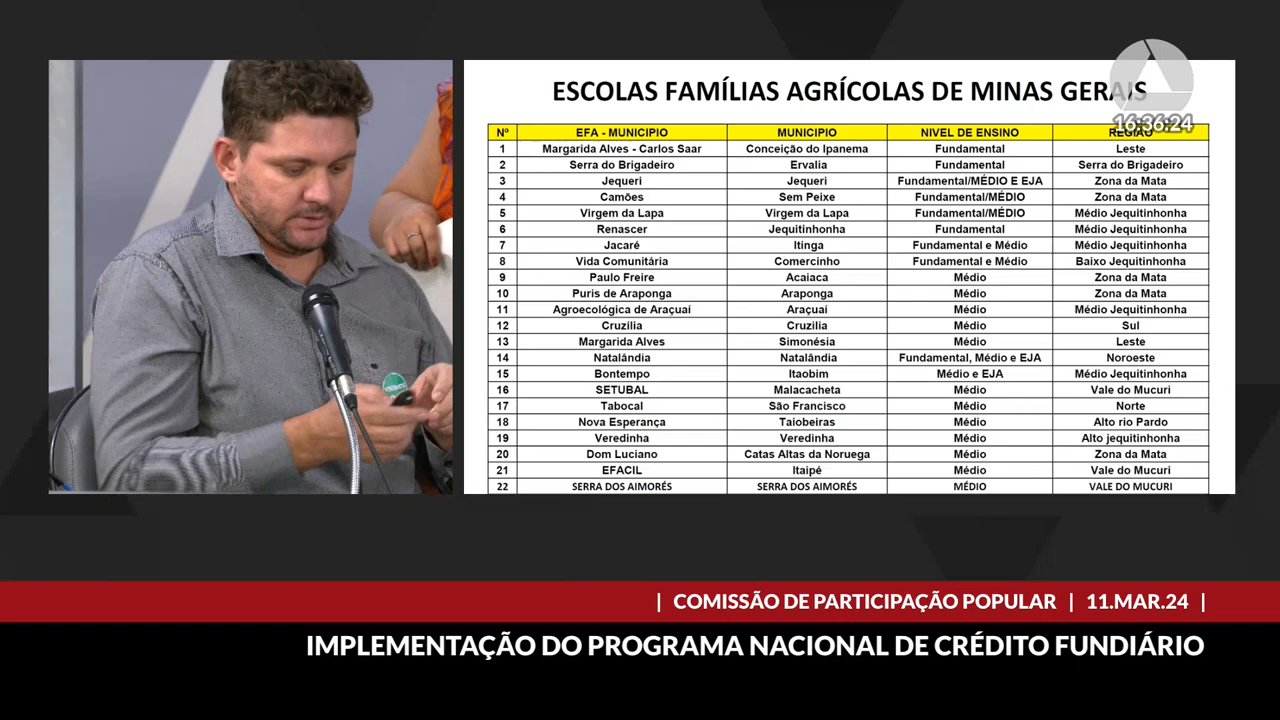 ESCOLAS FAMÍLIAS AGRÍCOLAS DE MINAS GERAIS
16:36:24
Nº EFA - MUNICIPIO MUNICIPIO NIVEL DE ENSINO REGIÃO
1 Margarida Alves - Carlos Saar Conceição do Ipanema Fundamental Leste
2 Serra do Brigadeiro Ervalia Fundamental Serra do Brigadeiro
3 Jequeri Jequeri Fundamental/MÉDIO E EJA Zona da Mata
4 Camões Sem Peixe Fundamental/MÉDIO Zona da Mata
5 Virgem da Lapa Virgem da Lapa Fundamental/MÉDIO Médio Jequitinhonha
6 Renascer Jequitinhonha Fundamental Médio Jequitinhonha
7 Jacaré Itinga Fundamental e Médio Médio Jequitinhonha
8 Vida Comunitária Comercinho Fundamental e Médio Baixo Jequitinhonha
9 Paulo Freire Acaiaca Médio Zona da Mata
10 Puris de Araponga Araponga Médio Zona da Mata
11 Agroecológica de Araçuaí Araçuaí Médio Médio Jequitinhonha
12 Cruzília Cruzilia Médio Sul
13 Margarida Alves Simonésia Médio Leste
14 Natalândia Natalândia Fundamental, Médio e EJA Noroeste
15 Bontempo Itaobim Médio e EJA Médio Jequitinhonha
16 SETUBAL Malacacheta Médio Vale do Mucuri
17 Tabocal São Francisco Médio Norte
18 Nova Esperança Taiobeiras Médio Alto rio Pardo
19 Veredinha Veredinha Médio Alto jequitinhonha
20 Dom Luciano Catas Altas da Noruega Médio Zona da Mata
21 EFACIL Itaipé Médio Vale do Mucuri
22 SERRA DOS AIMORÉS SERRA DOS AIMORÉS MÉDIO VALE DO MUCURI
| COMISSÃO DE PARTICIPAÇÃO POPULAR | 11.MAR.24 |
IMPLEMENTAÇÃO DO PROGRAMA NACIONAL DE CRÉDITO FUNDIÁRIO